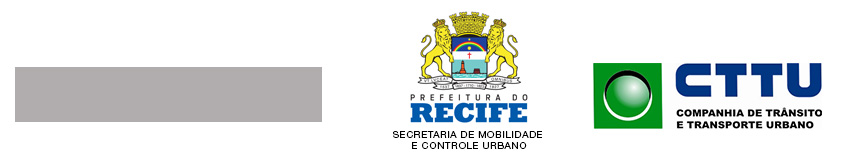 PREFEITURA DO
RECIFE
SECRETARIA DE MOBILIDADE
E CONTROLE URBANO
CTTU
COMPANHIA DE TRÂNSITO
E TRANSPORTE URBANO